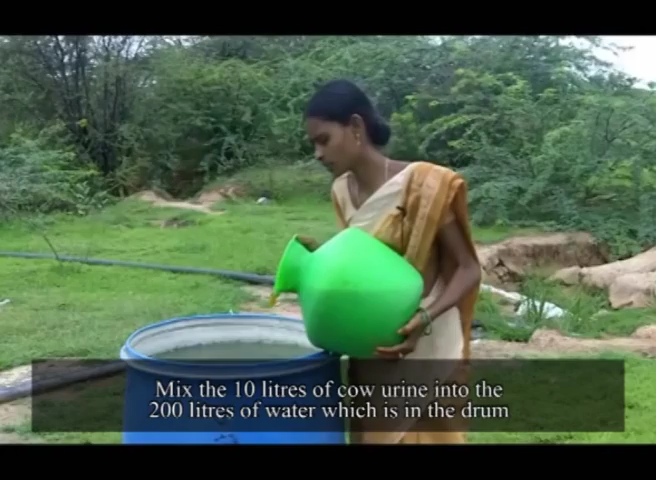 Mix the 10 litres of cow urine into the
200 litres of water which is in the drum